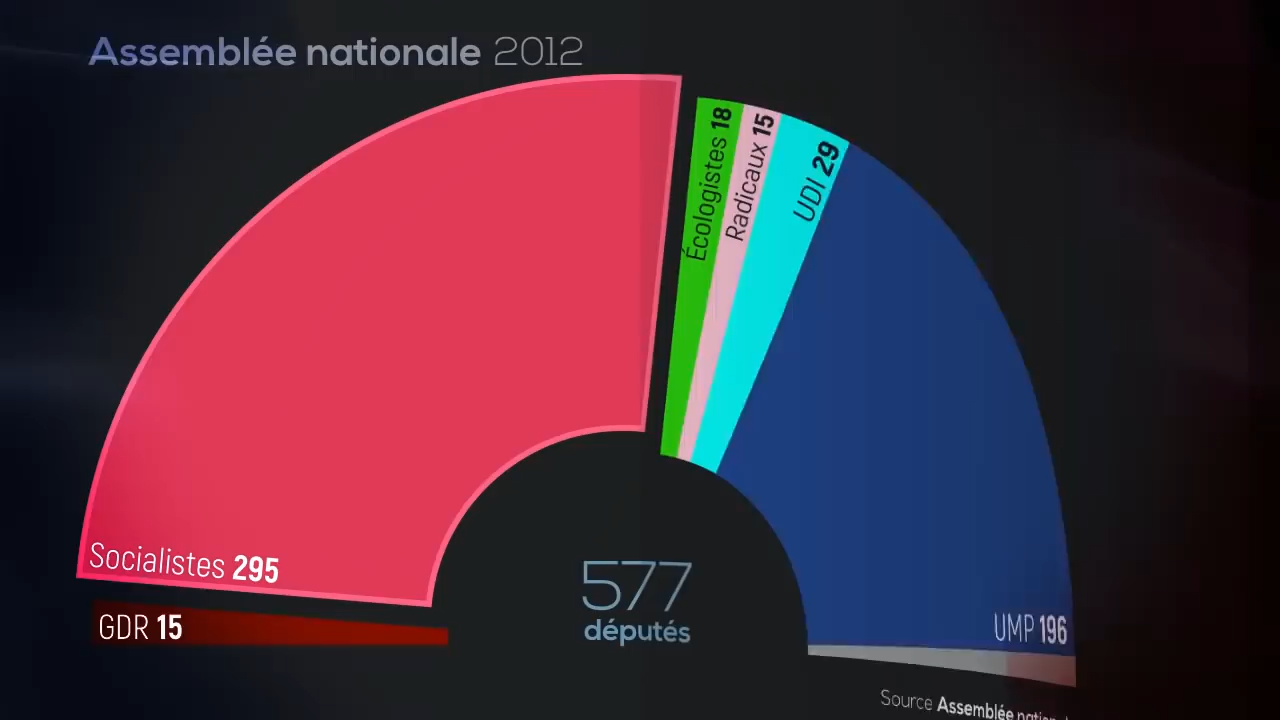 Assemblée nationale 2012
Écologistes 18
Radicaux 15
UDI 29
Socialistes 295
GDR 15
577
députés
UMP 196
Source Assemblée